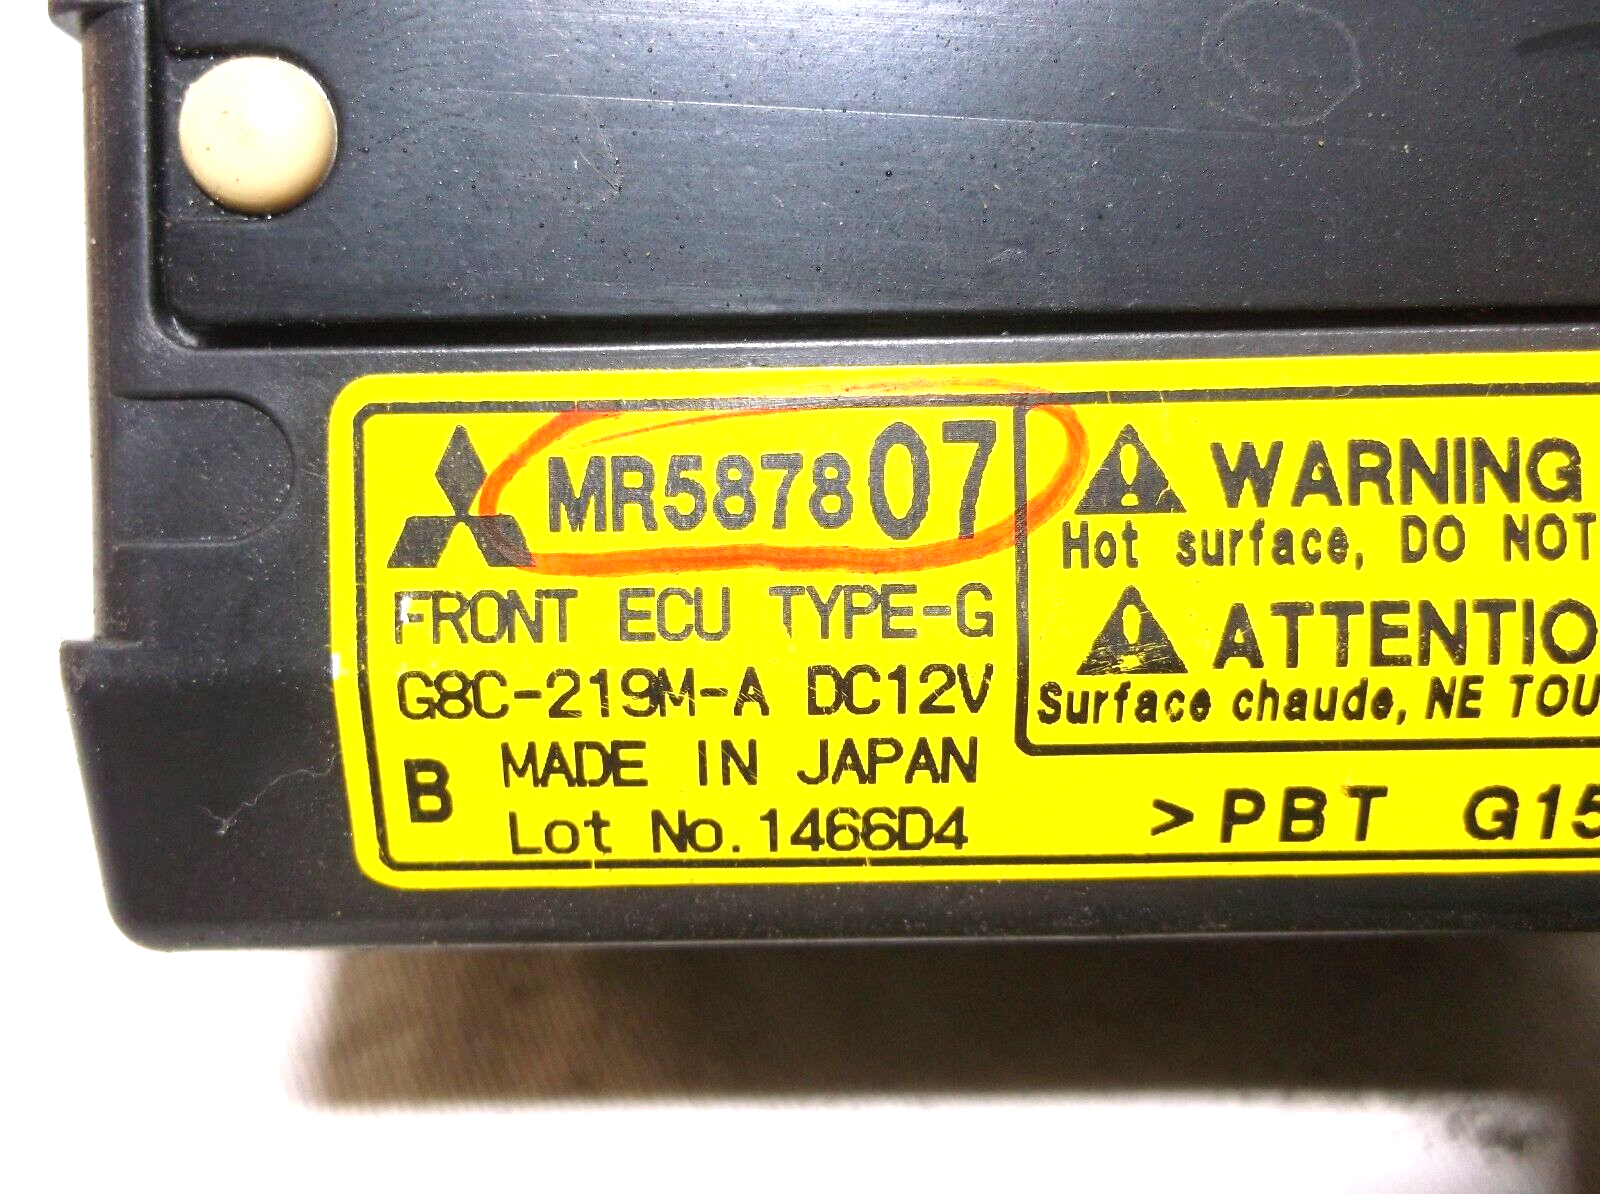 MR587807
FRONT ECU TYPE-G
G8C-219M-A DC12V
B MADE IN JAPAN
Lot No.1466D4
WARNING
Hot surface, DO NOT
ATTENTIO
Surface chaude, NE TOU
>PBT G15